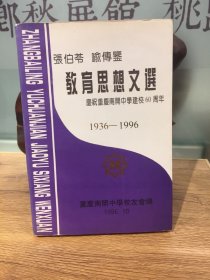 張伯苓 喻傳鑒
教育思想文選
慶祝重慶南開中學建校60周年
1936—1996
重慶南開中學校友會編
1996.10
ZHANGBAILING YUCHUANJIAN JIAOYU SIXIANG WENXUAN